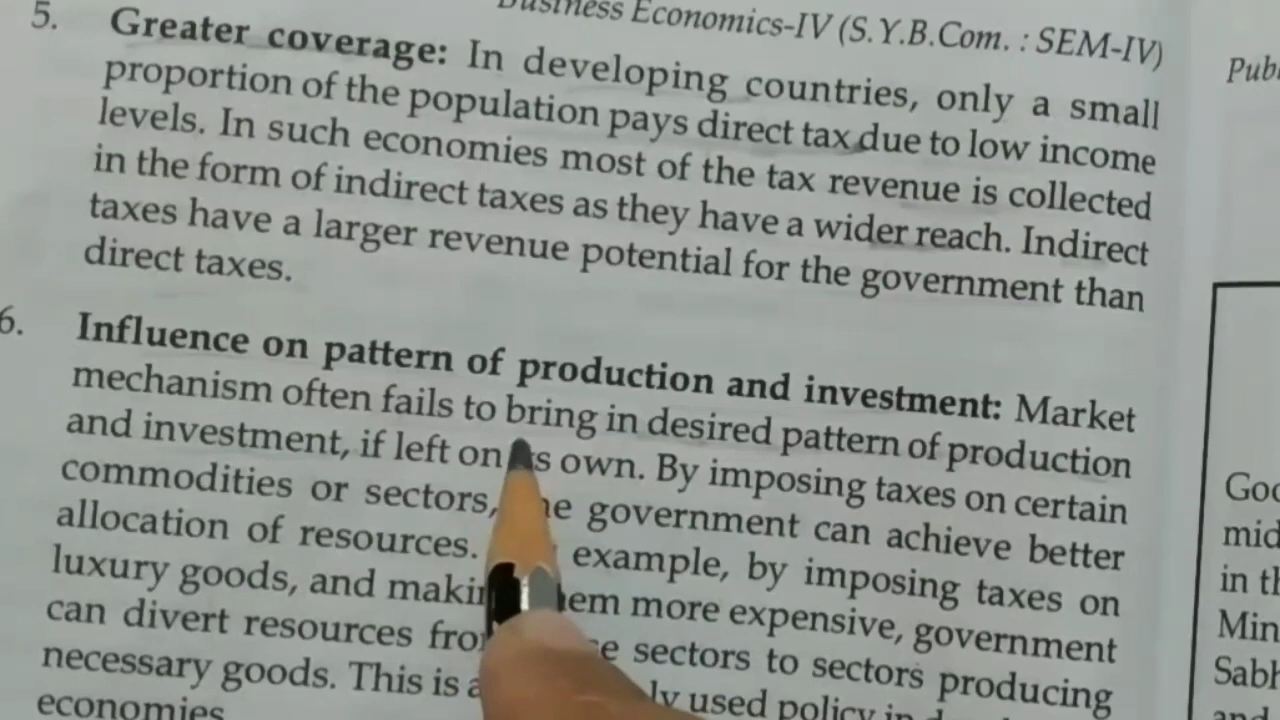 Business Economics-IV (S.Y.B.Com. : SEM-IV)
5. Greater coverage: In developing countries, only a small
proportion of the population pays direct tax due to low income
levels. In such economies most of the tax revenue is collected
in the form of indirect taxes as they have a wider reach. Indirect
taxes have a larger revenue potential for the government than
direct taxes.
6. Influence on pattern of production and investment: Market
mechanism often fails to bring in desired pattern of production
and investment, if left on its own. By imposing taxes on certain
commodities or sectors, the government can achieve better
allocation of resources. example, by imposing taxes on
luxury goods, and making them more expensive, government
can divert resources from sectors to sectors producing
necessary goods. This is used policy in
economies